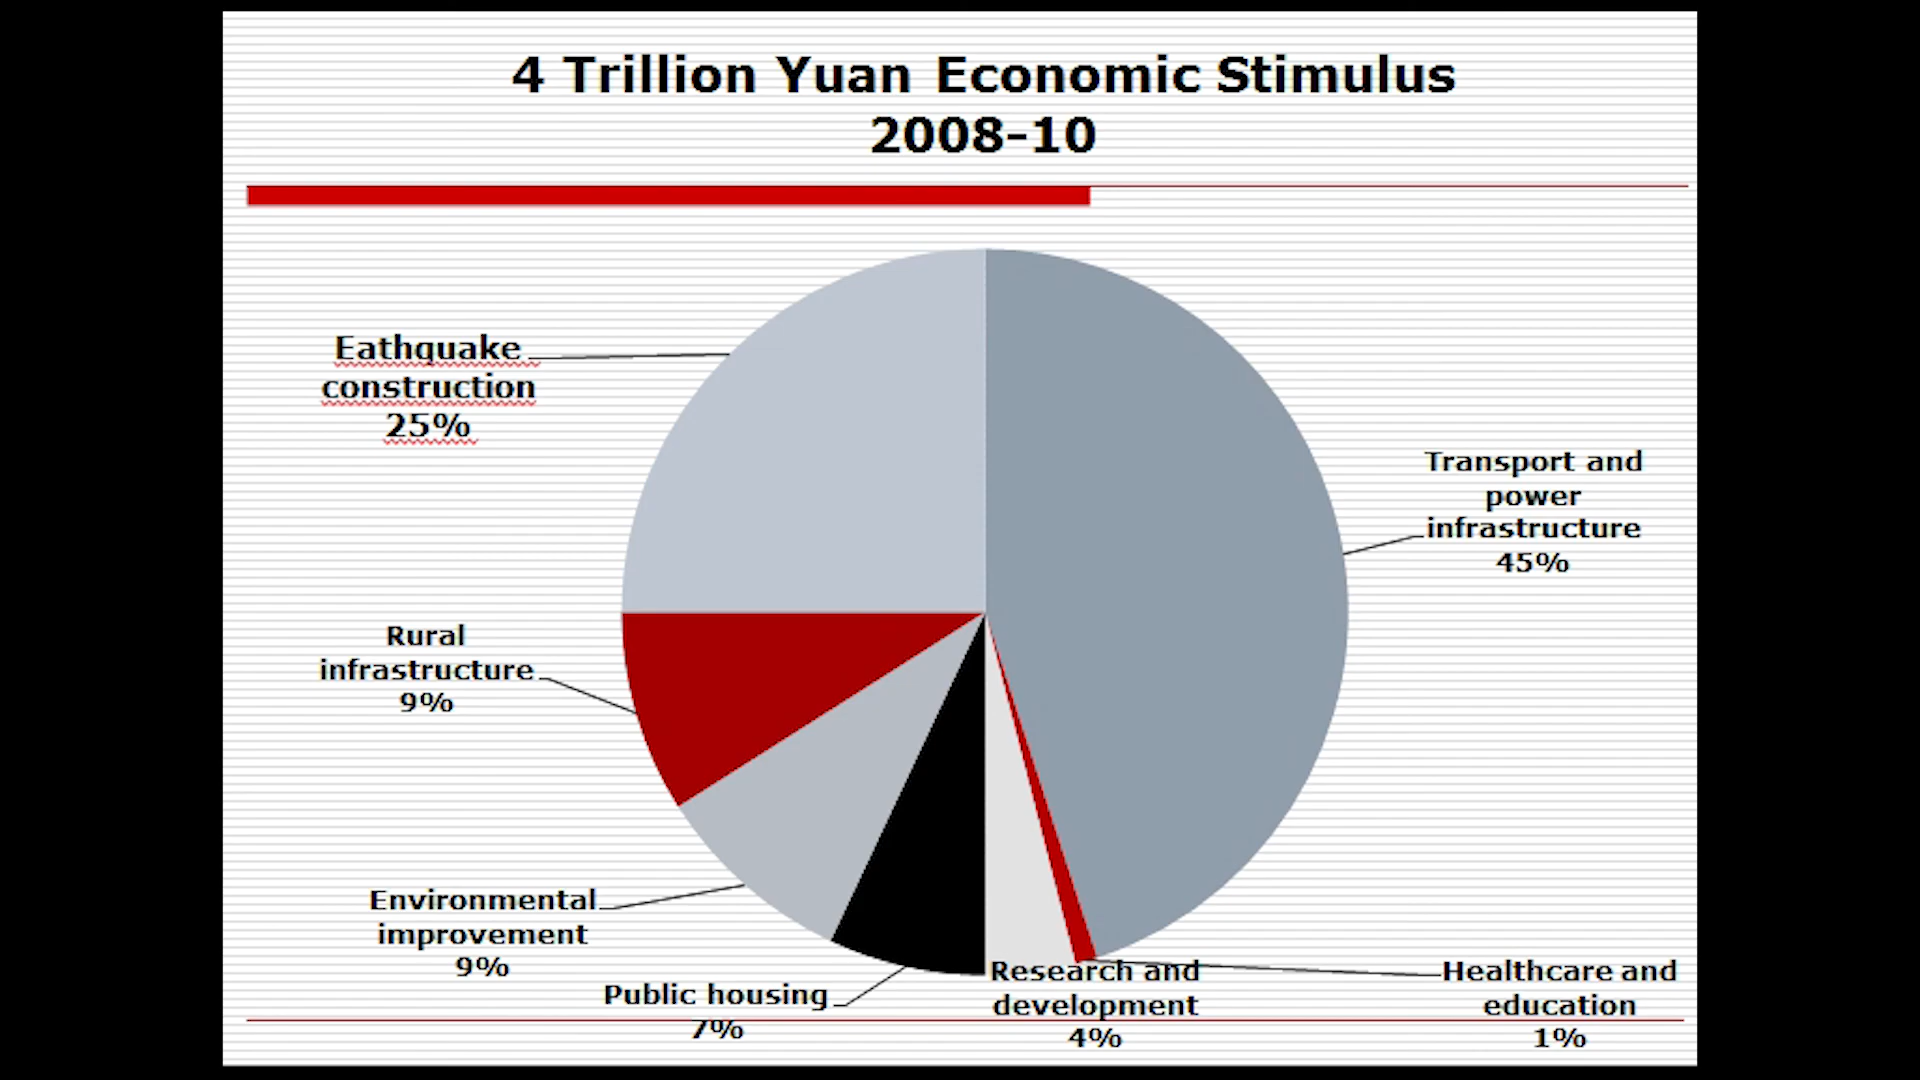 4 Trillion Yuan Economic Stimulus
2008-10
Eathquake
construction
25%
Transport and
power
infrastructure
45%
Rural
infrastructure
9%
Environmental
improvement
9%
Public housing
7%
Research and
development
4%
Healthcare and
education
1%